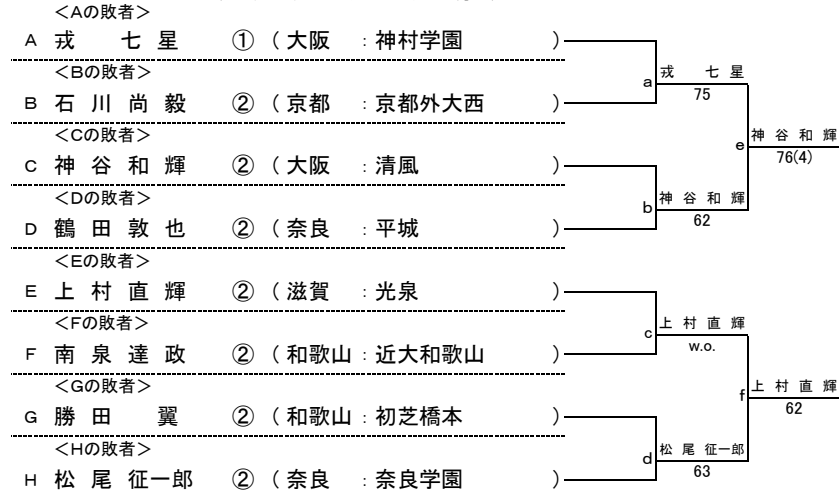 <Aの敗者>
A 戎 七 星 ① ( 大阪 : 神村学園 )
<Bの敗者>
B 石 川 尚 毅 ② ( 京都 : 京都外大西 )
<Cの敗者>
C 神 谷 和 輝 ② ( 大阪 : 清風 )
<Dの敗者>
D 鶴 田 敦 也 ② ( 奈良 : 平城 )
<Eの敗者>
E 上 村 直 輝 ② ( 滋賀 : 光泉 )
<Fの敗者>
F 南 泉 達 政 ② ( 和歌山 : 近大和歌山 )
<Gの敗者>
G 勝 田 翼 ② ( 和歌山 : 初芝橋本 )
<Hの敗者>
H 松 尾 征一郎 ② ( 奈良 : 奈良学園 )
a 戎 七 星
75
b 神 谷 和 輝
62
c 上 村 直 輝
w.o.
d 松 尾 征一郎
63
e 神 谷 和 輝
76(4)
f 上 村 直 輝
62